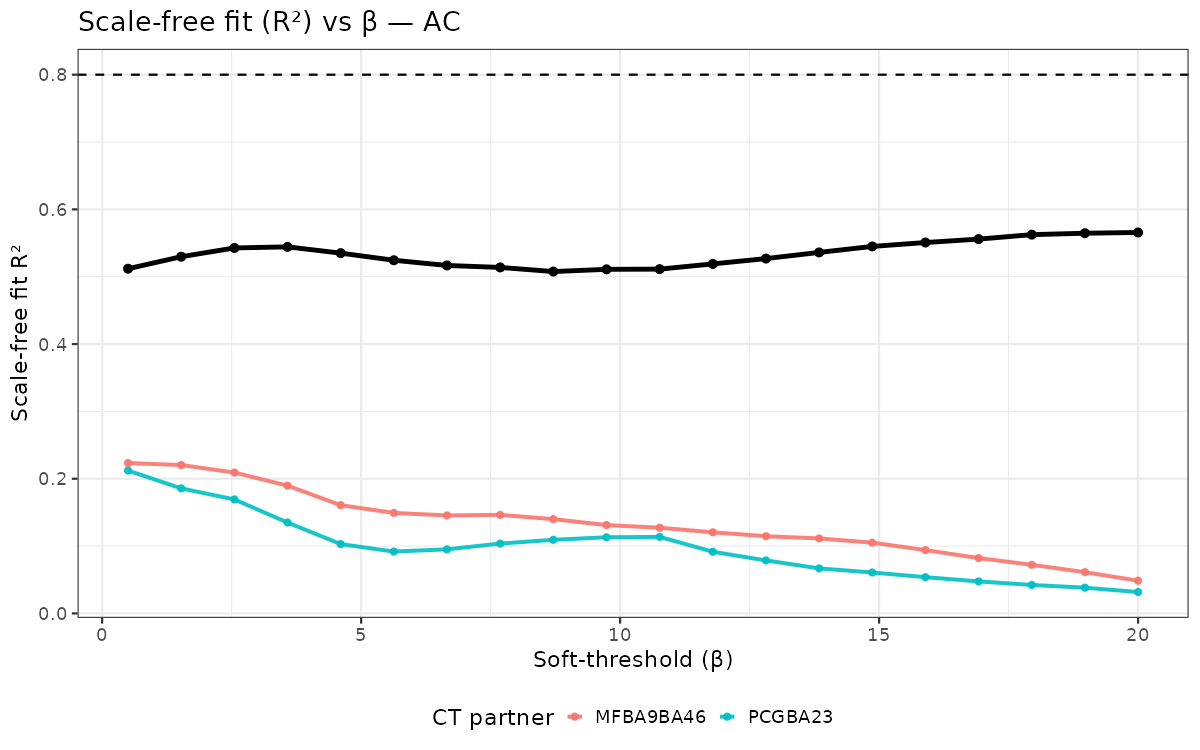 Scale-free fit (R²) vs β — AC
Scale-free fit R²
0.8
0.6
0.4
0.2
0.0
0 5 10 15 20
Soft-threshold (β)
CT partner MFBA9BA46 PCGBA23